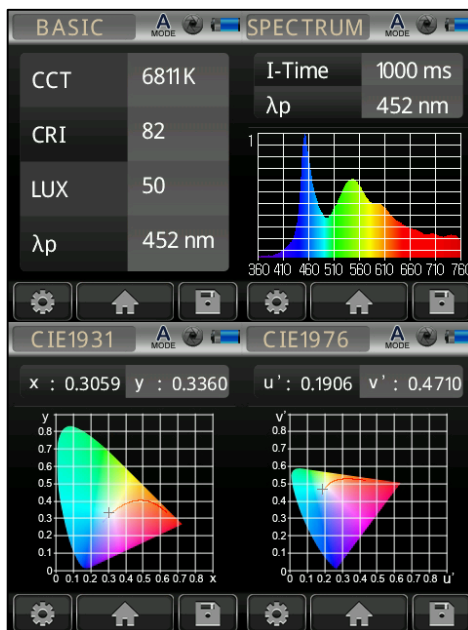 BASIC A MODE
CCT 6811K
CRI 82
LUX 50
λp 452 nm
SPECTRUM A MODE
I-Time 1000 ms
λp 452 nm
1
360 410 460 510 560 610 660 710 760
CIE1931 A MODE
x : 0.3059 y : 0.3360
y
0.8
0.7
0.6
0.5
0.4
0.3
0.2
0.1
0 0.1 0.2 0.3 0.4 0.5 0.6 0.7 0.8 x
CIE1976 A MODE
u' : 0.1906 v' : 0.4710
v'
0.8
0.7
0.6
0.5
0.4
0.3
0.2
0.1
0 0.1 0.2 0.3 0.4 0.5 0.6 0.7 0.8 u'